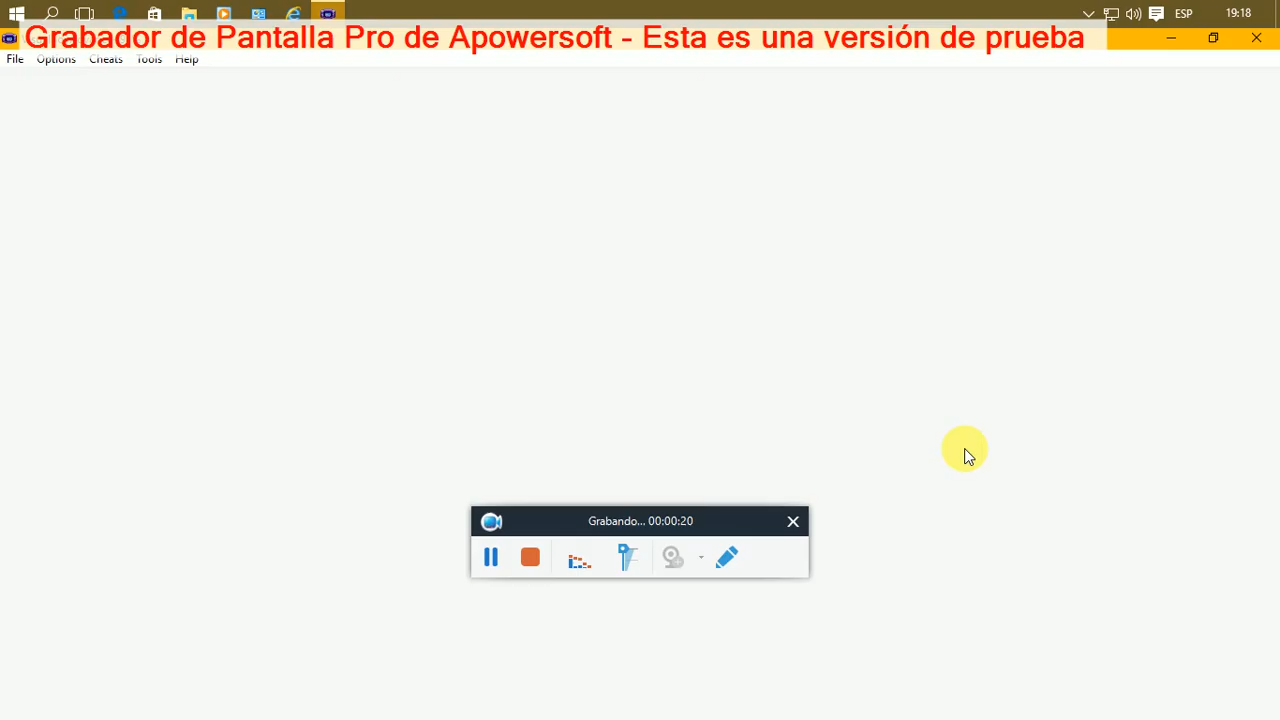 ESP
19:18
Grabador de Pantalla Pro de Apowersoft - Esta es una versión de prueba
File Options Cheats Tools Help
Grabando... 00:00:20